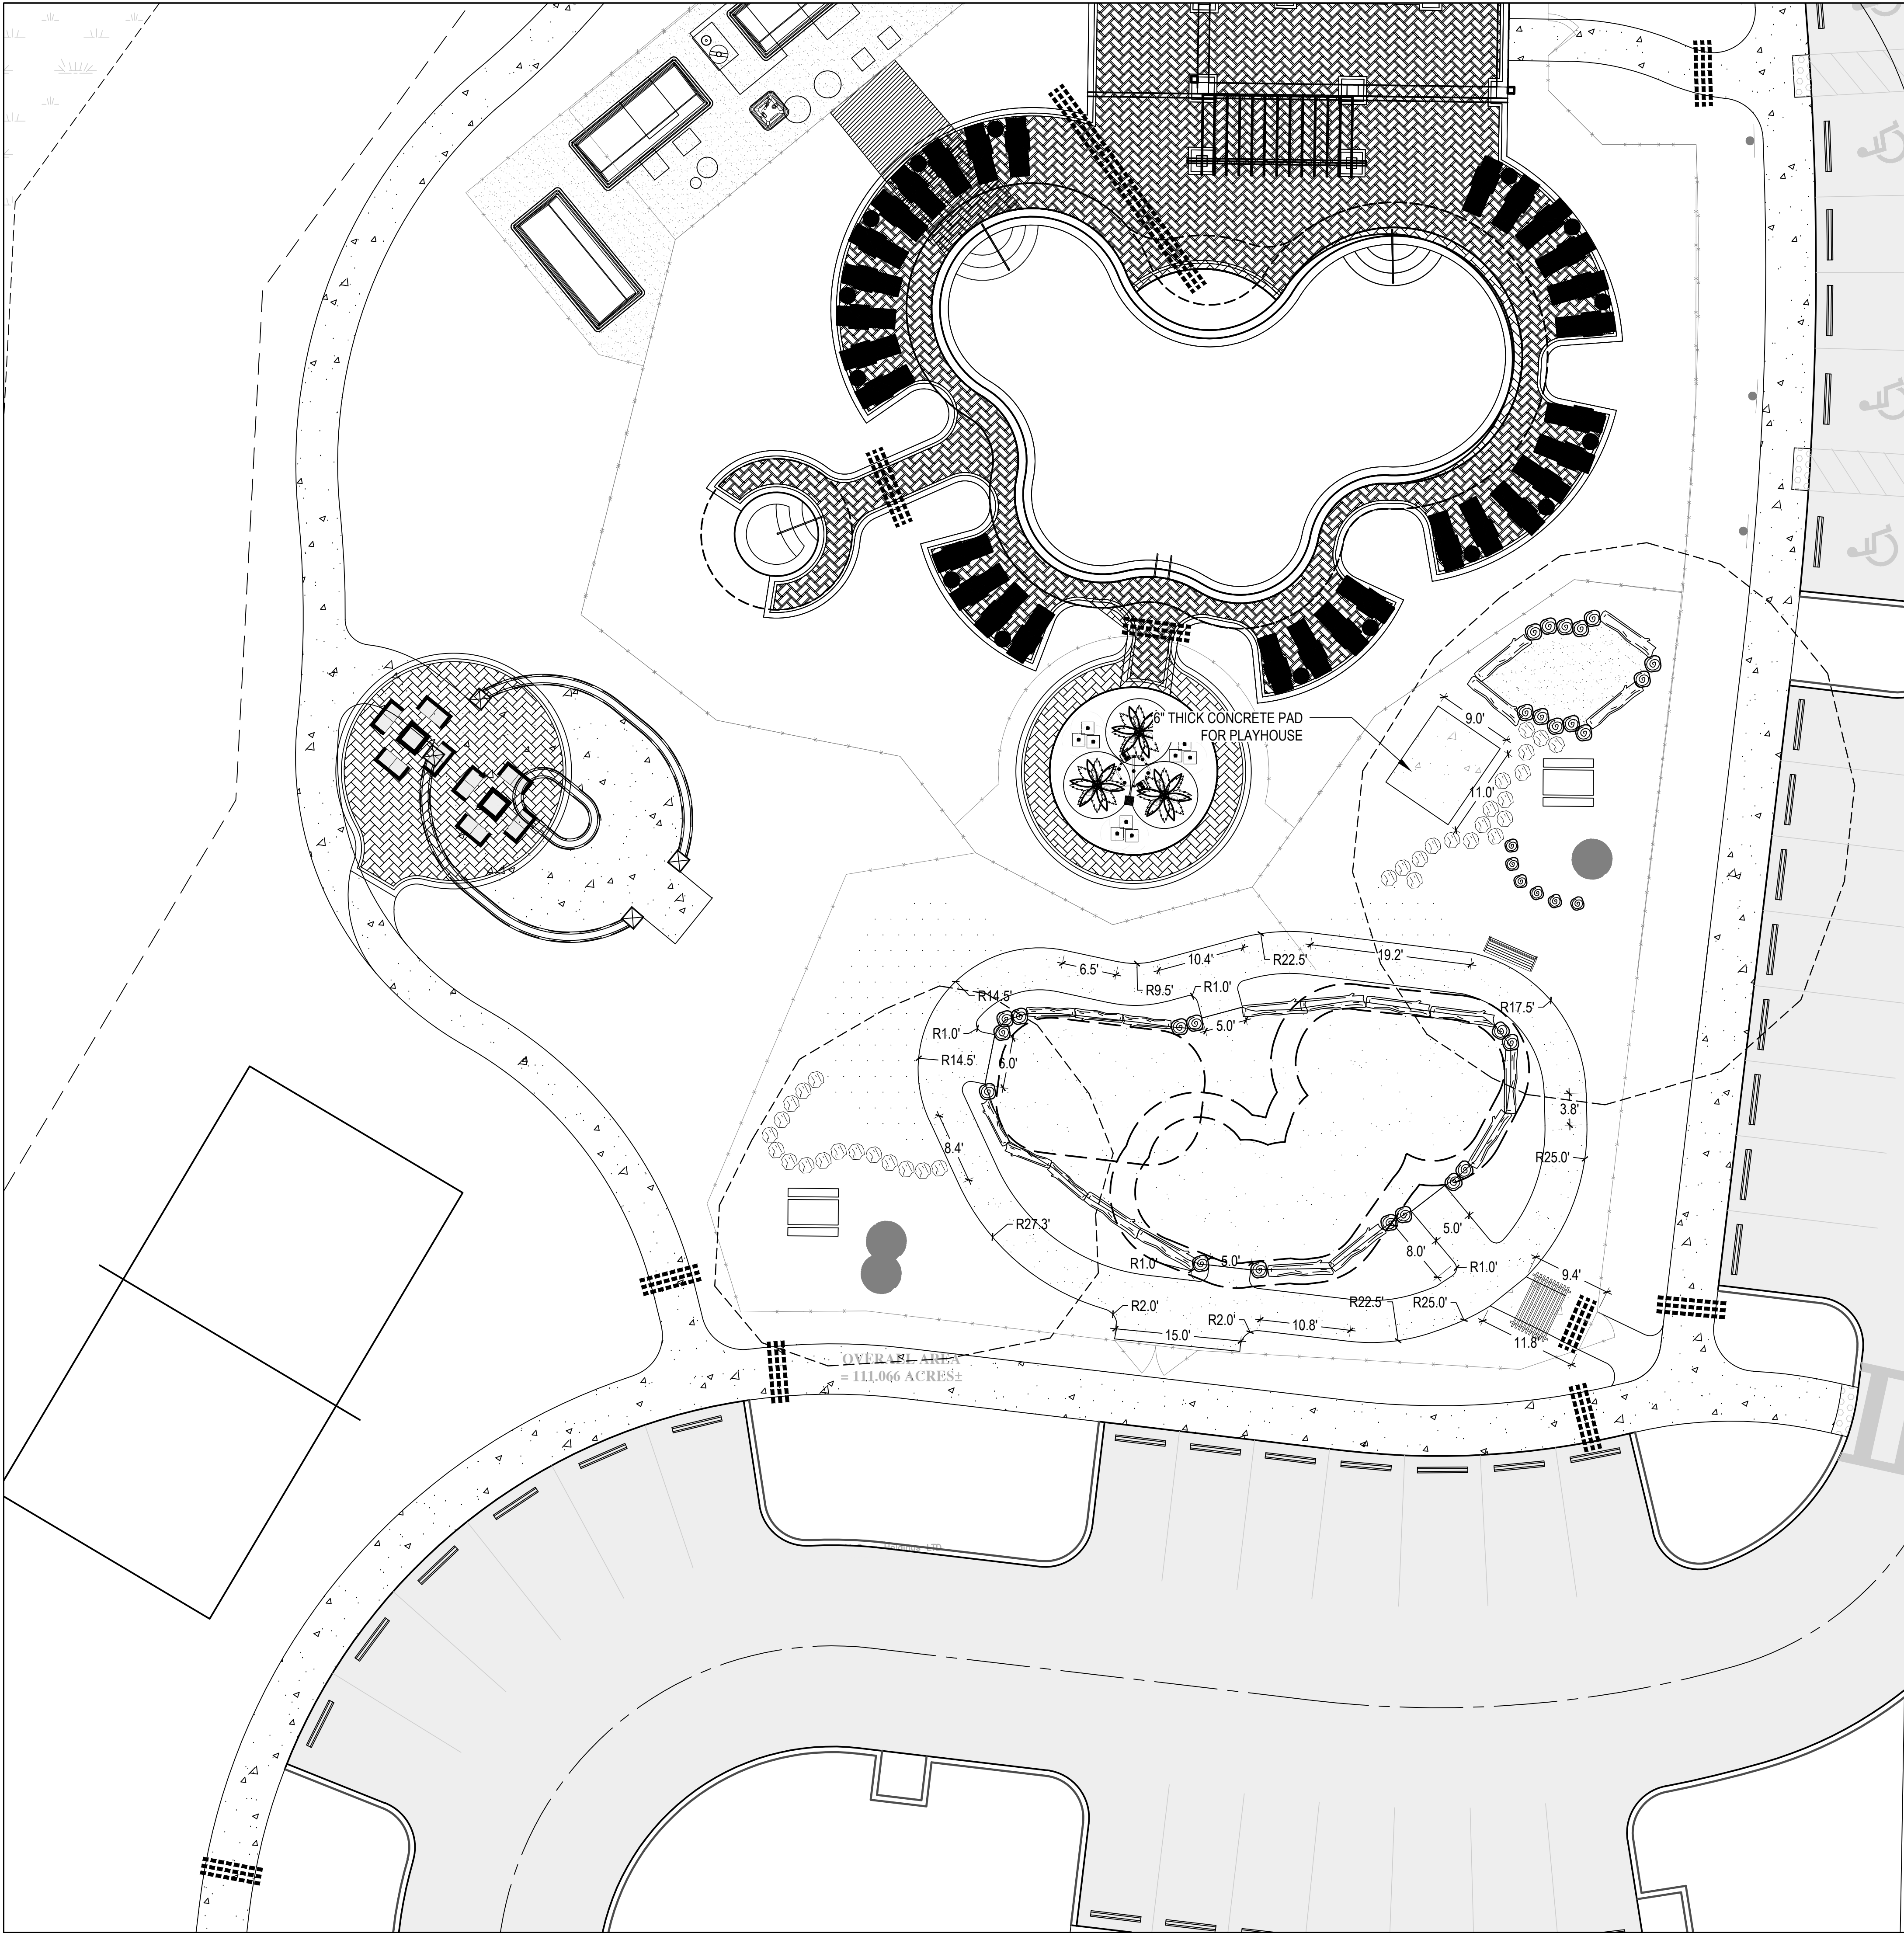 6" THICK CONCRETE PAD
FOR PLAYHOUSE
9.0'
11.0'
6.5'
10.4'
R22.5'
19.2'
R14.5'
R9.5'
R1.0'
R17.5'
R1.0'
5.0'
R14.5'
6.0'
3.8'
8.4'
R25.0'
R27.3'
5.0'
8.0'
R1.0'
5.0'
R1.0'
9.4'
R2.0'
R22.5'
R25.0'
R2.0'
10.8'
15.0'
11.8'
OVERALL AREA
= 111.066 ACRES±
LTD